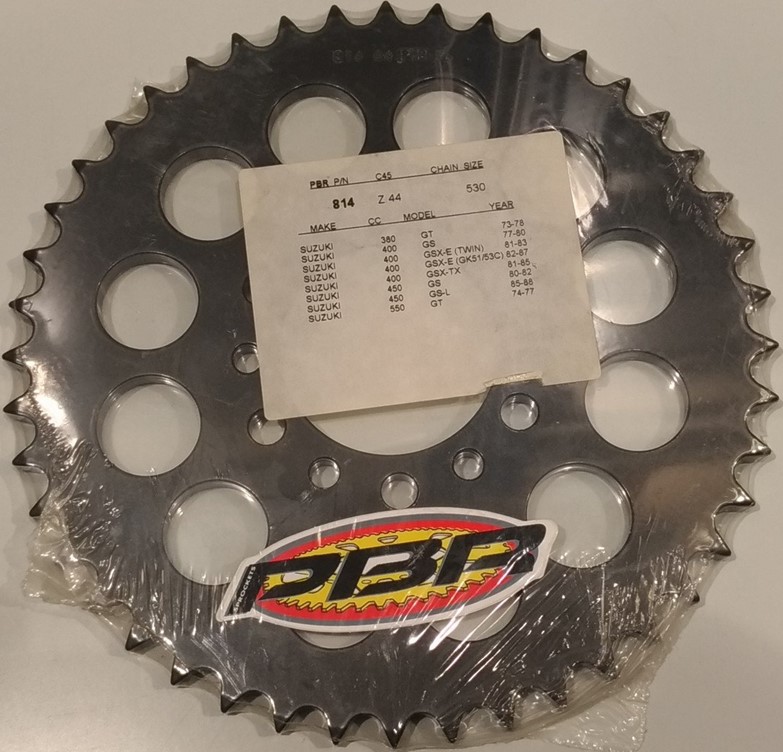 PBR P/N C45 CHAIN SIZE
814 Z 44 530
MAKE CC MODEL YEAR
SUZUKI 380 GT 73-78
SUZUKI 400 GS 77-80
SUZUKI 400 GSX-E (TWIN) 81-83
SUZUKI 400 GSX-E (GK51/53C) 82-87
SUZUKI 400 GSX-TX 81-85
SUZUKI 450 GS 80-82
SUZUKI 450 GS-L 85-88
SUZUKI 550 GT 74-77
PBR
SPROCKETS